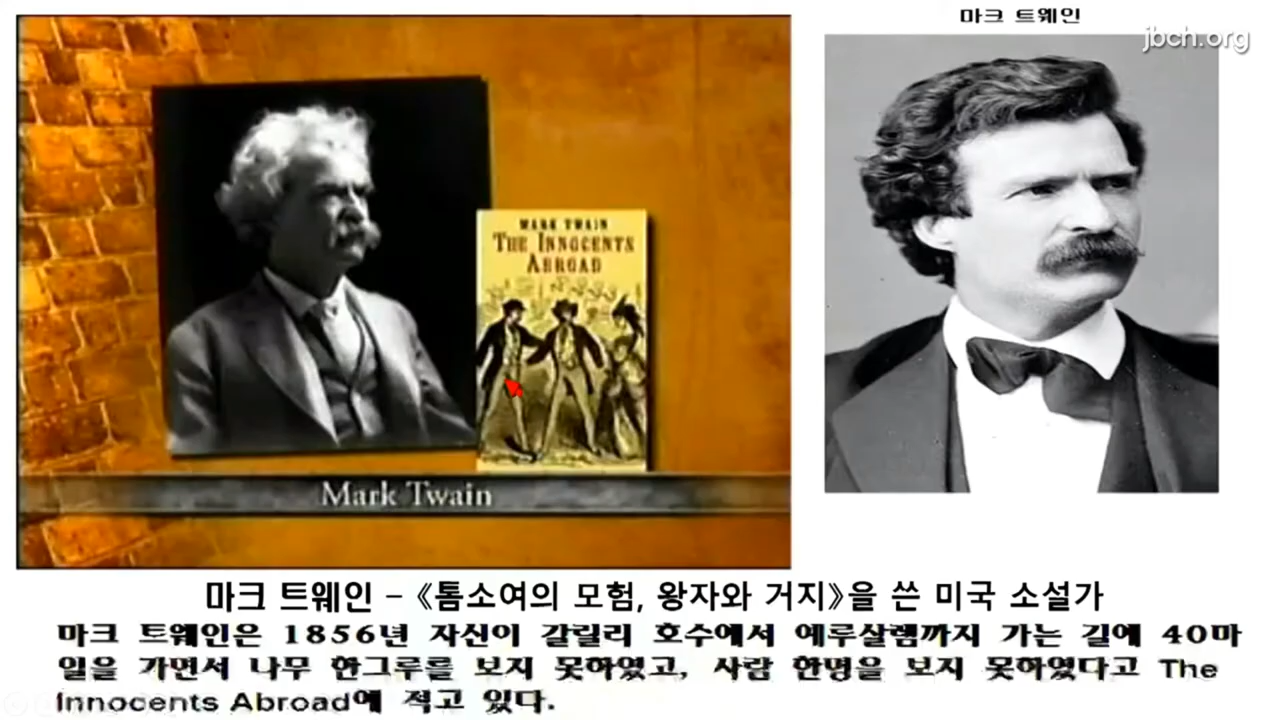 마크 트웨인
jbch.org
MARK TWAIN
THE INNOCENTS
ABROAD
Mark Twain
마크 트웨인 – 《톰소여의 모험, 왕자와 거지》을 쓴 미국 소설가
마크 트웨인은 1856년 자신이 갈릴리 호수에서 예루살렘까지 가는 길에 40마
일을 가면서 나무 한그루를 보지 못하였고, 사람 한명을 보지 못하였다고 The
Innocents Abroad에 적고 있다.